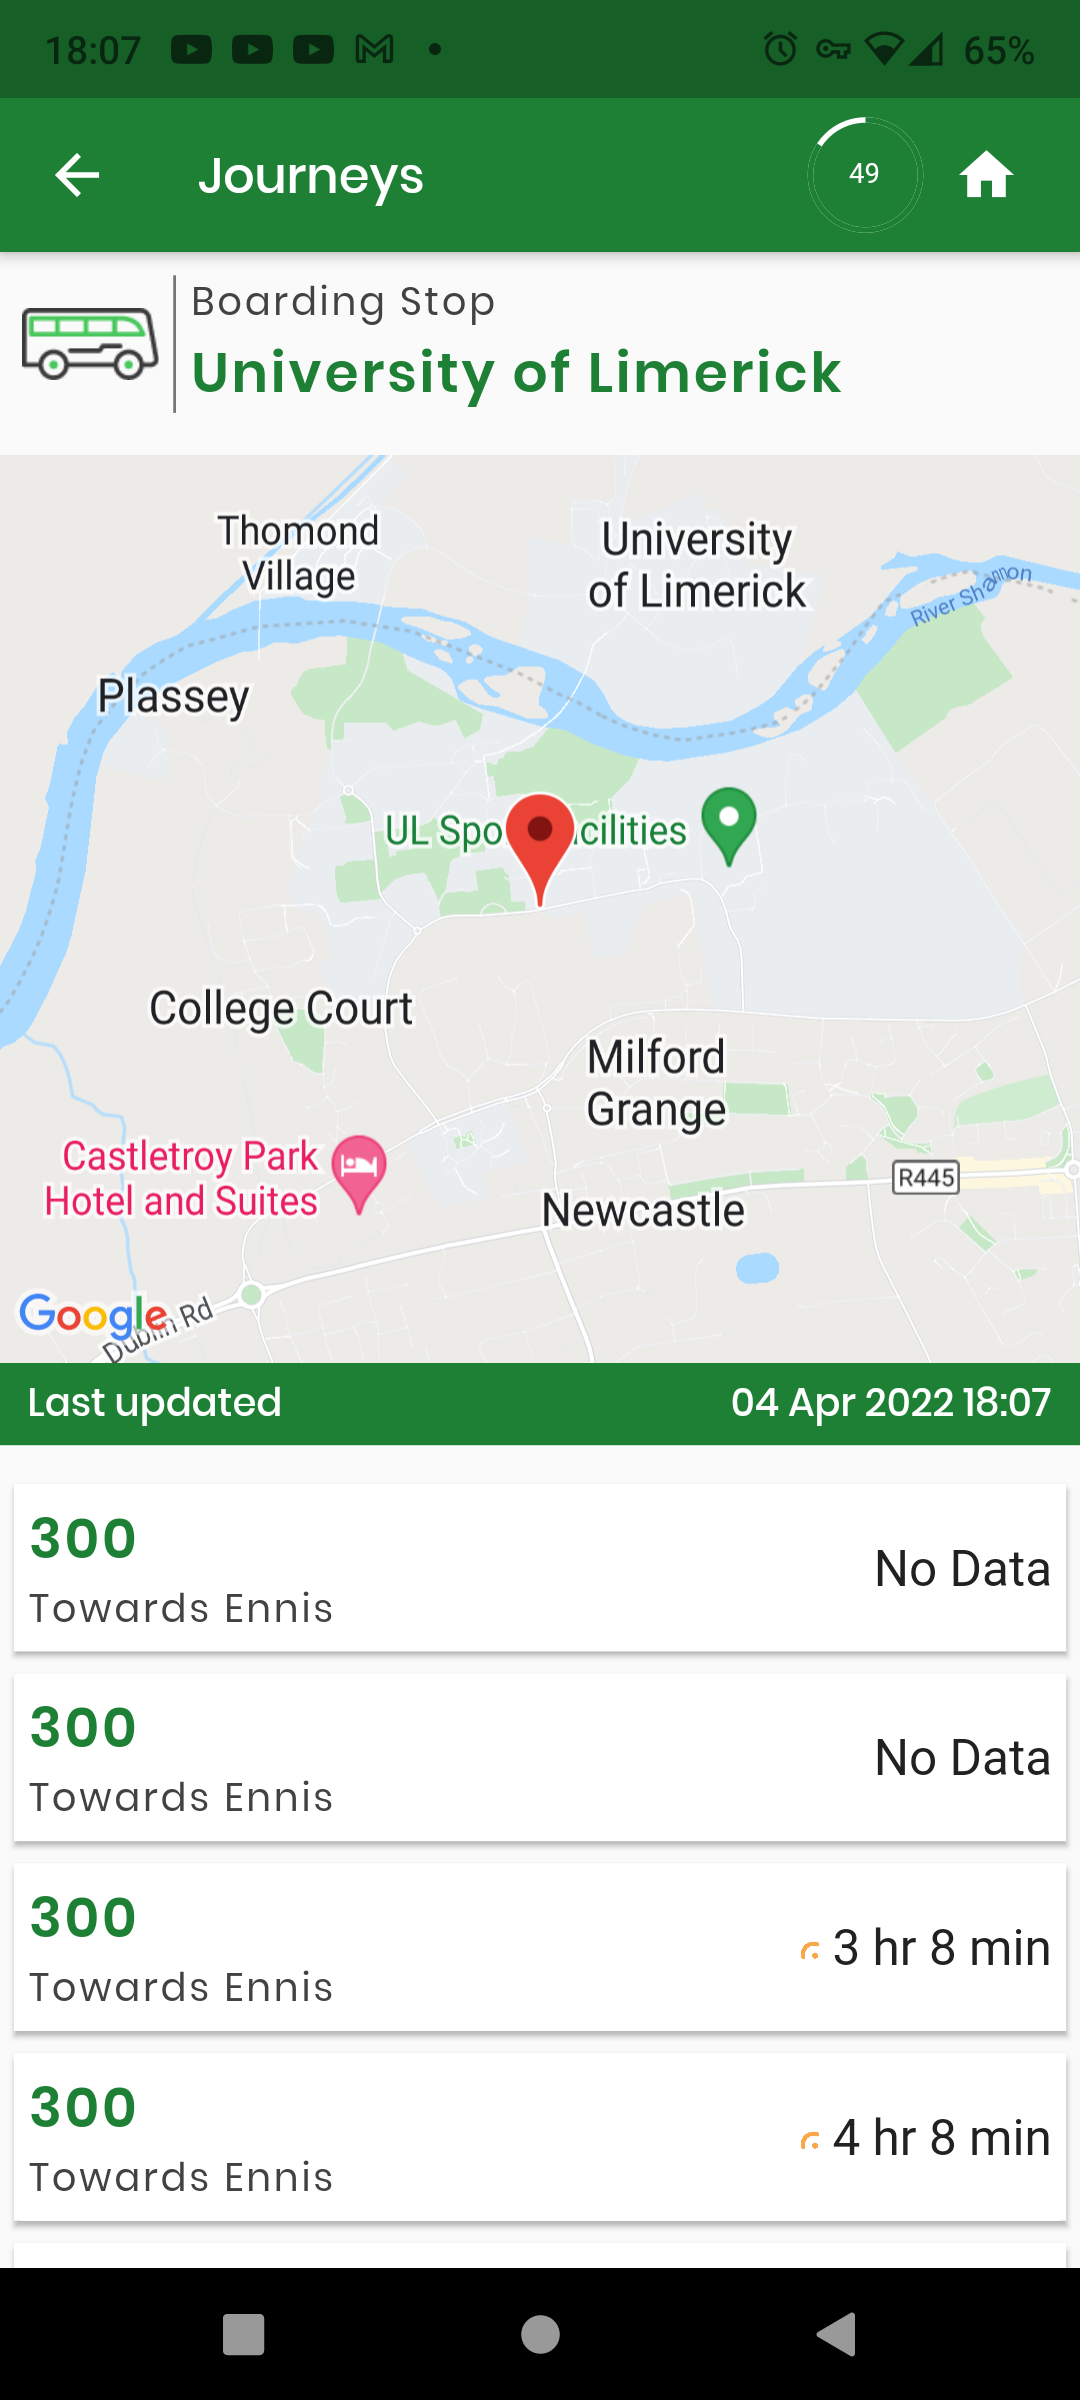 18:07
65%
Journeys
49
Boarding Stop
University of Limerick
Thomond
Village
University
of Limerick
River Shannon
Plassey
UL Spo cilities
College Court
Milford
Grange
Castletroy Park
Hotel and Suites
R445
Newcastle
Google
Dublin Rd
Last updated
04 Apr 2022 18:07
300
Towards Ennis
No Data
300
Towards Ennis
No Data
300
Towards Ennis
3 hr 8 min
300
Towards Ennis
4 hr 8 min